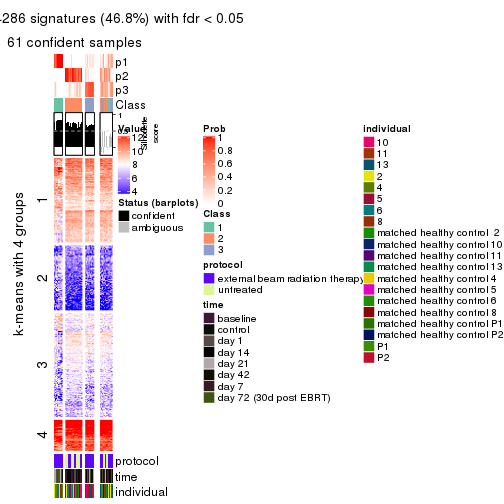 4286 signatures (46.8%) with fdr < 0.05
61 confident samples
p1
p2
p3
Class
1
0.5
0
Silhouette
score
1
2
3
4
k-means with 4 groups
protocol
time
individual
Value
12
10
8
6
4
Status (barplots)
confident
ambiguous
Prob
1
0.8
0.6
0.4
0.2
0
Class
1
2
3
protocol
external beam radiation therapy
untreated
time
baseline
control
day 1
day 14
day 21
day 42
day 7
day 72 (30d post EBRT)
individual
10
11
13
2
4
5
6
8
matched healthy control 2
matched healthy control 10
matched healthy control 11
matched healthy control 13
matched healthy control 4
matched healthy control 5
matched healthy control 6
matched healthy control 8
matched healthy control P1
matched healthy control P2
P1
P2